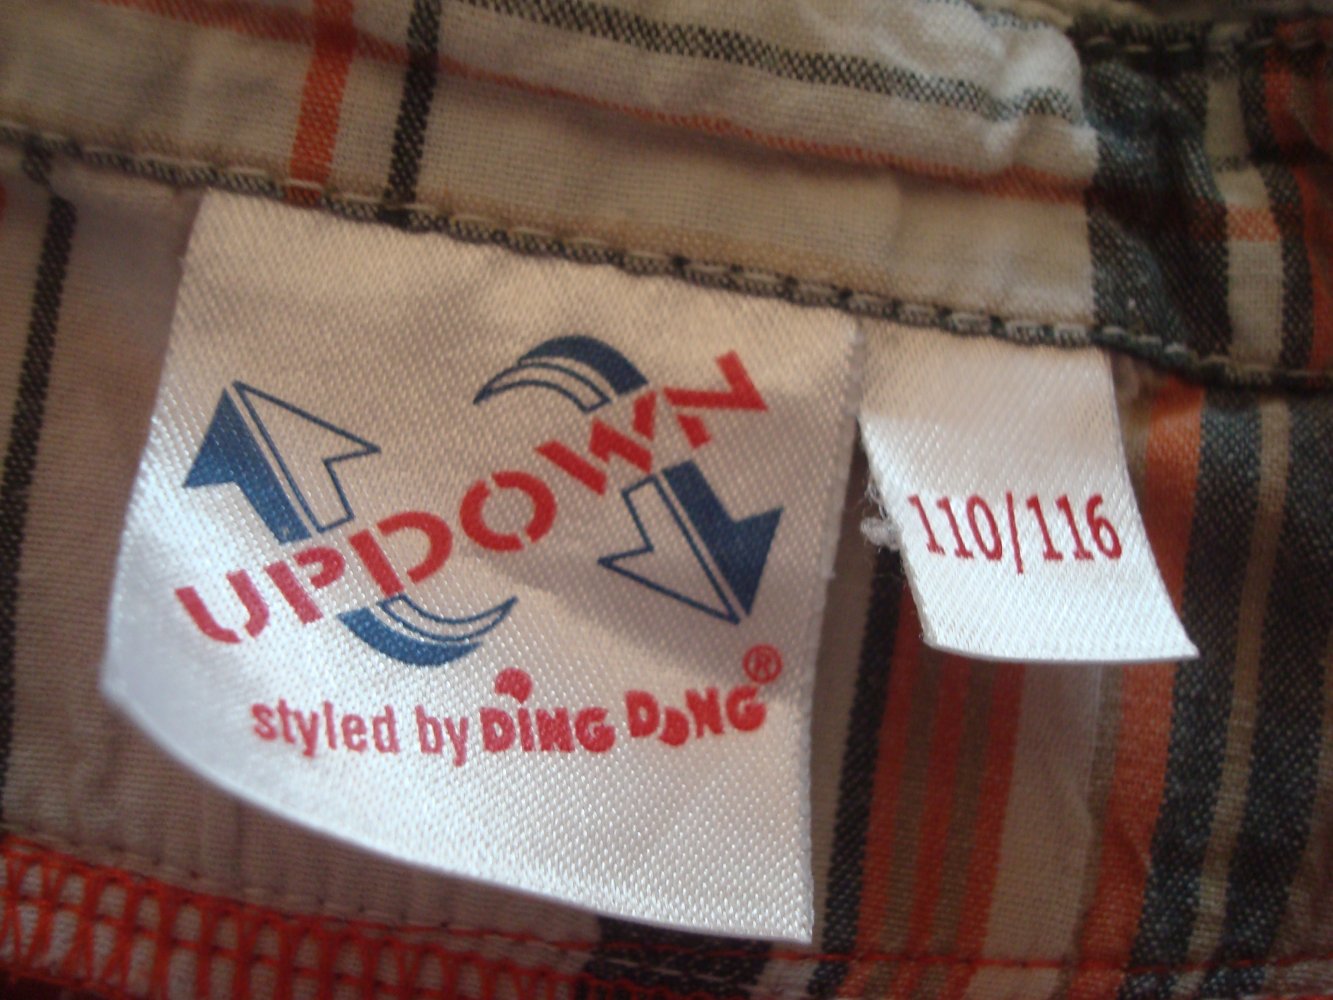 UPDOWN
styled by DING DONG®
110/116